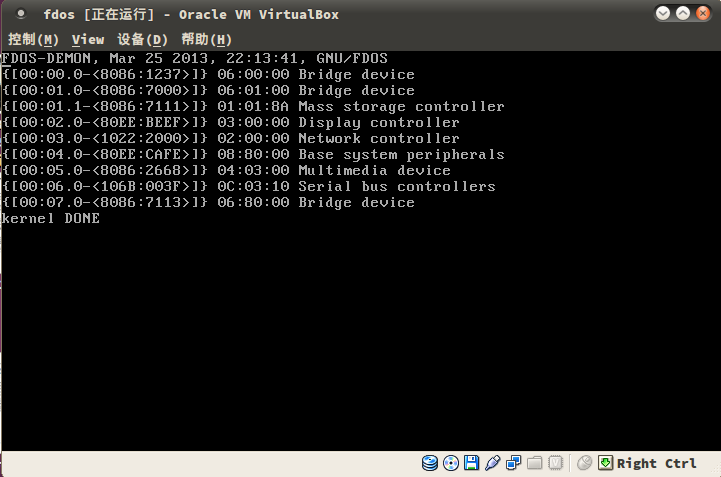 fdos [正在运行] - Oracle VM VirtualBox
控制(M) View 设备(D) 帮助(H)
FDOS-DEMON, Mar 25 2013, 22:13:41, GNU/FDOS
{[00:00.0-<8086:1237>]} 06:00:00 Bridge device
{[00:01.0-<8086:7000>]} 06:01:00 Bridge device
{[00:01.1-<8086:7111>]} 01:01:8A Mass storage controller
{[00:02.0-<80EE:BEEF>]} 03:00:00 Display controller
{[00:03.0-<1022:2000>]} 02:00:00 Network controller
{[00:04.0-<80EE:CAFE>]} 08:80:00 Base system peripherals
{[00:05.0-<8086:2668>]} 04:03:00 Multimedia device
{[00:06.0-<106B:003F>]} 0C:03:10 Serial bus controllers
{[00:07.0-<8086:7113>]} 06:80:00 Bridge device
kernel DONE
Right Ctrl